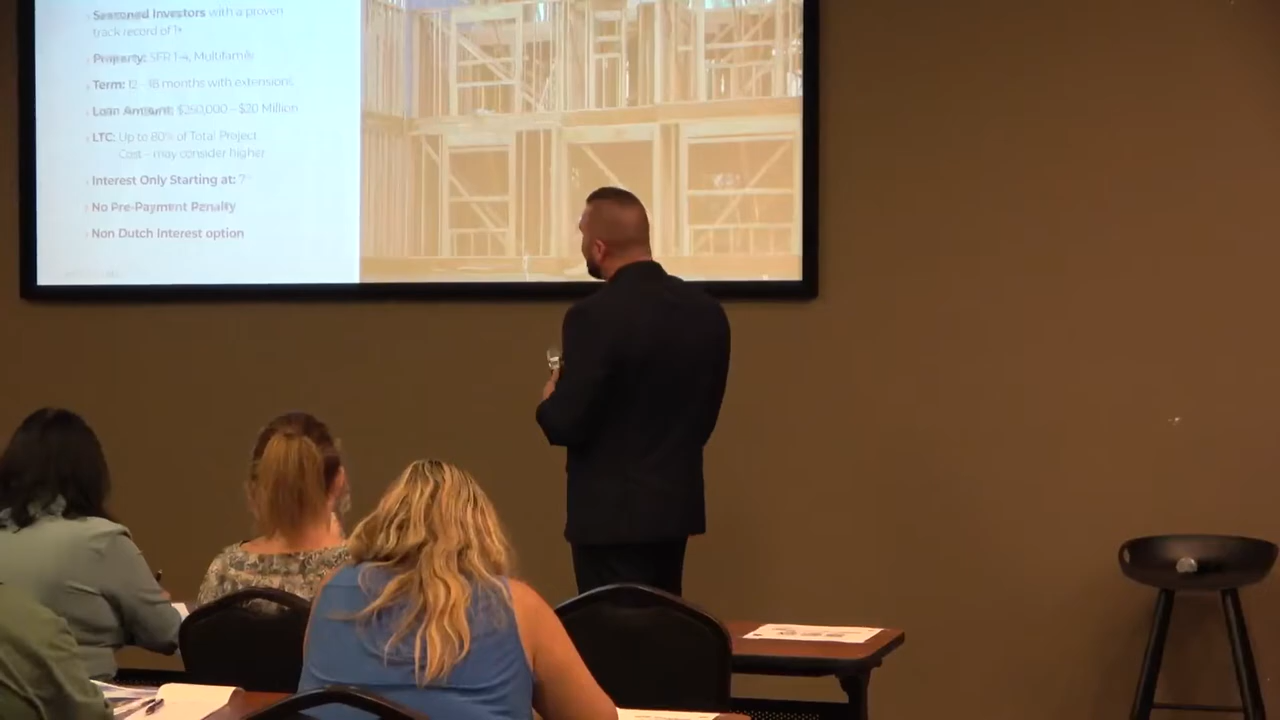 Seasoned Investors with a proven
track record of 1+
Property: SFR 1-4, Multifamily
Term: 12 - 18 months with extensions
Loan Amount: $250,000 – $20 Million
LTC: Up to 80% of Total Project
Cost – may consider higher
Interest Only Starting at: 7
No Pre-Payment Penalty
Non Dutch Interest option